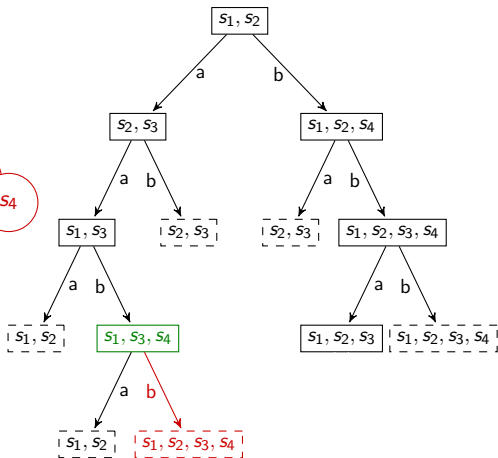 s₁, s₂
a b
s₂, s₃ s₁, s₂, s₄
a b a b
s₄
s₁, s₃ s₂, s₃ s₂, s₃ s₁, s₂, s₃, s₄
a b a b
s₁, s₂ s₁, s₃, s₄ s₁, s₂, s₃ s₁, s₂, s₃, s₄
a b
s₁, s₂ s₁, s₂, s₃, s₄